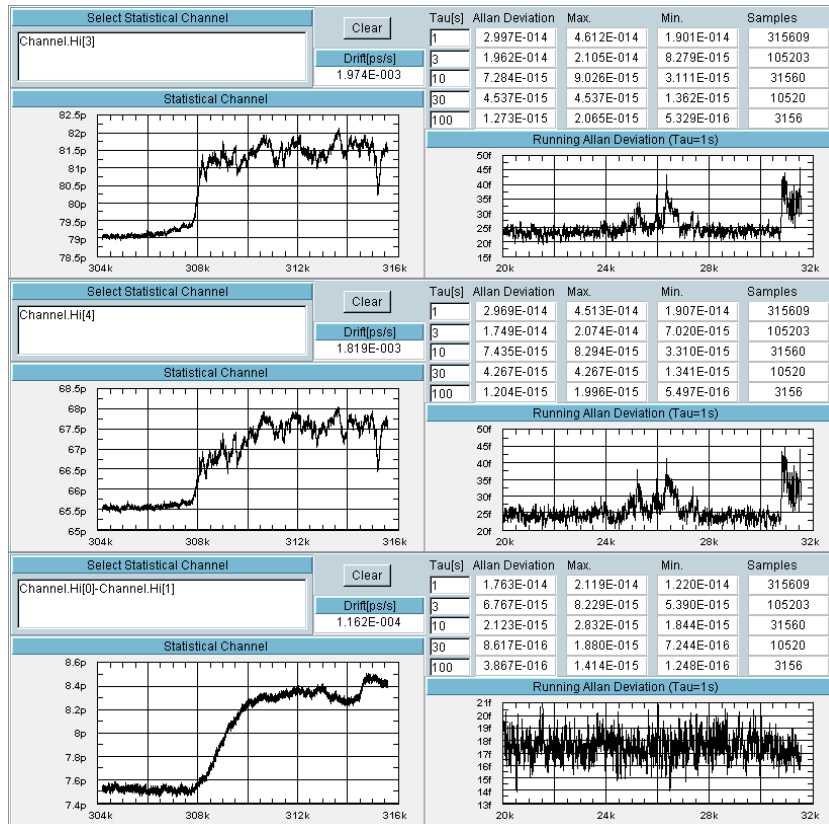 Select Statistical Channel
Channel.Hi[3]
Clear
Drift[ps/s]
1.974E-003
Tau[s] Allan Deviation Max. Min. Samples
1 2.997E-014 4.612E-014 1.901E-014 315609
3 1.962E-014 2.105E-014 8.279E-015 105203
10 7.284E-015 9.026E-015 3.111E-015 31560
30 4.537E-015 4.537E-015 1.362E-015 10520
100 1.273E-015 2.065E-015 5.329E-016 3156
Statistical Channel
82.5p
82p
81.5p
81p
80.5p
80p
79.5p
79p
78.5p
304k 308k 312k 316k
Running Allan Deviation (Tau=1s)
50f
45f
40f
35f
30f
25f
20f
15f
20k 24k 28k 32k
Select Statistical Channel
Channel.Hi[4]
Clear
Drift[ps/s]
1.819E-003
Tau[s] Allan Deviation Max. Min. Samples
1 2.969E-014 4.513E-014 1.907E-014 315609
3 1.749E-014 2.074E-014 7.020E-015 105203
10 7.435E-015 8.294E-015 3.310E-015 31560
30 4.267E-015 4.267E-015 1.341E-015 10520
100 1.204E-015 1.996E-015 5.497E-016 3156
Statistical Channel
68.5p
68p
67.5p
67p
66.5p
66p
65.5p
65p
304k 308k 312k 316k
Running Allan Deviation (Tau=1s)
50f
45f
40f
35f
30f
25f
20f
20k 24k 28k 32k
Select Statistical Channel
Channel.Hi[0]-Channel.Hi[1]
Clear
Drift[ps/s]
1.162E-004
Tau[s] Allan Deviation Max. Min. Samples
1 1.763E-014 2.119E-014 1.220E-014 315609
3 6.767E-015 8.229E-015 5.390E-015 105203
10 2.123E-015 2.832E-015 1.844E-015 31560
30 8.617E-016 1.880E-015 7.244E-016 10520
100 3.867E-016 1.414E-015 1.248E-016 3156
Statistical Channel
8.6p
8.4p
8.2p
8p
7.8p
7.6p
7.4p
304k 308k 312k 316k
Running Allan Deviation (Tau=1s)
21f
20f
19f
18f
17f
16f
15f
14f
13f
20k 24k 28k 32k